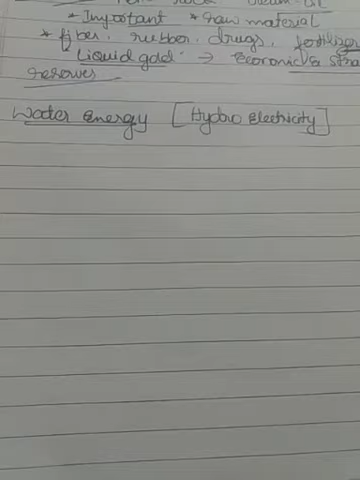 * Important * raw material
* fiber, rubber, drugs, fertilizer
"Liquid gold" → economic & stra
reserves
Water Energy [Hydro Electricity]